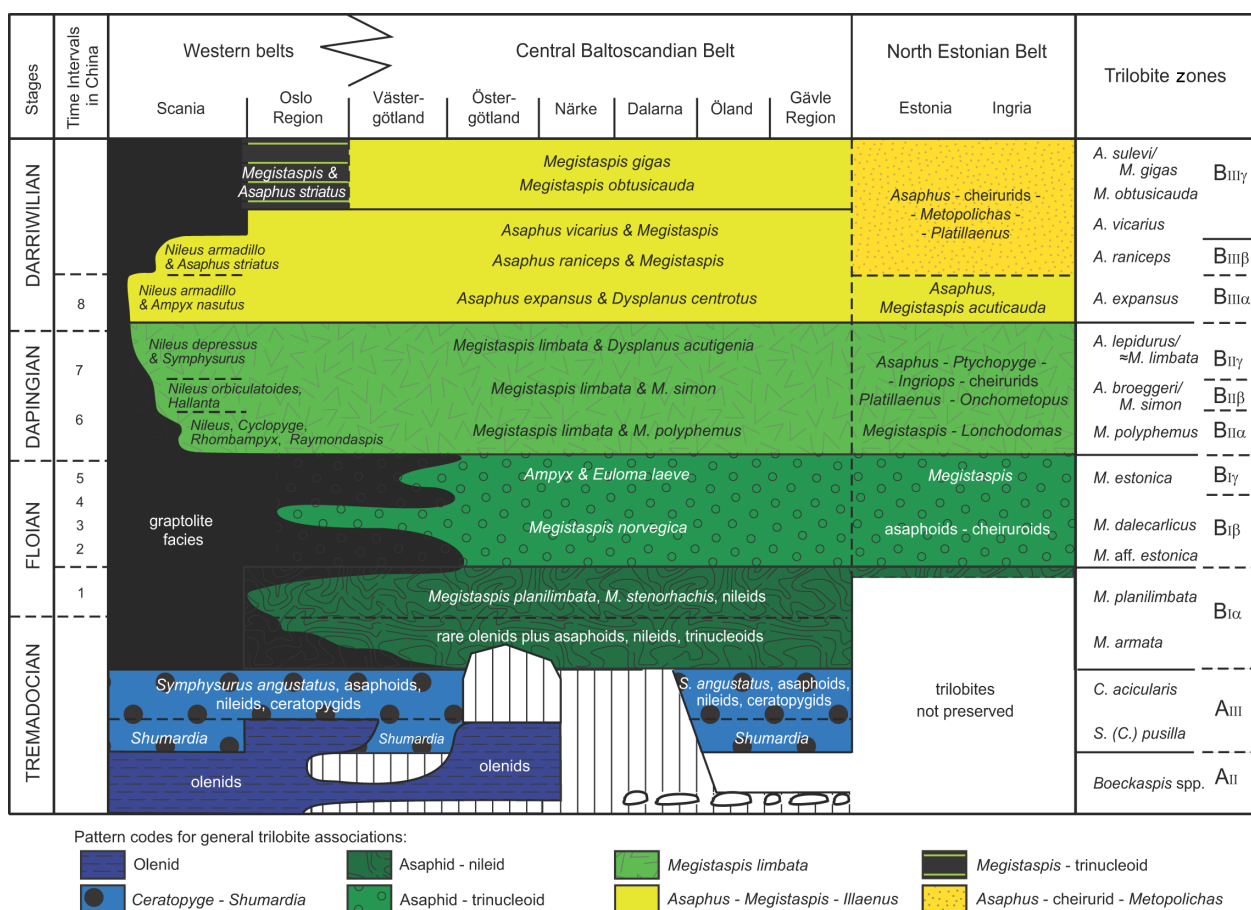 Stages
Time Intervals
in China
Western belts
Central Baltoscandian Belt
North Estonian Belt
Trilobite zones
Scania
Oslo
Region
Väster-
götland
Öster-
götland
Närke
Dalarna
Öland
Gävle
Region
Estonia
Ingria
DARRIWILIAN
DAPINGIAN
FLOIAN
TREMADOCIAN
8
7
6
5
4
3
2
1
Megistaspis &
Asaphus striatus
Nileus armadillo
& Asaphus striatus
Nileus armadillo
& Ampyx nasutus
Nileus depressus
& Symphysurus
Nileus orbiculatoides,
Hallanta
Nileus, Cyclopyge,
Rhombampyx, Raymondaspis
graptolite
facies
Megistaspis gigas
Megistaspis obtusicauda
Asaphus vicarius & Megistaspis
Asaphus raniceps & Megistaspis
Asaphus expansus & Dysplanus centrotus
Megistaspis limbata & Dysplanus acutigenia
Megistaspis limbata & M. simon
Megistaspis limbata & M. polyphemus
Ampyx & Euloma laeve
Megistaspis norvegica
Megistaspis planilimbata, M. stenorhachis, nileids
rare olenids plus asaphoids, nileids, trinucleoids
Symphysurus angustatus, asaphoids,
nileids, ceratopygids
Shumardia
Shumardia
olenids
olenids
S. angustatus, asaphoids,
nileids, ceratopygids
Shumardia
Asaphus - cheirurids -
- Metopolichas -
- Platillaenus
Asaphus,
Megistaspis acuticauda
Asaphus - Ptychopyge -
- Ingriops - cheirurids
Platillaenus - Onchometopus
Megistaspis - Lonchodomas
Megistaspis
asaphoids - cheiruroids
trilobites
not preserved
A. sulevi/
M. gigas
M. obtusicauda
A. vicarius
A. raniceps
A. expansus
A. lepidurus/
≈M. limbata
A. broeggeri/
M. simon
M. polyphemus
M. estonica
M. dalecarlicus
M. aff. estonica
M. planilimbata
M. armata
C. acicularis
S. (C.) pusilla
Boeckaspis spp.
BIIIγ
BIIIβ
BIIIα
BIIγ
BIIβ
BIIα
BIγ
BIβ
BIα
AIII
AII
Pattern codes for general trilobite associations:
Olenid
Asaphid - nileid
Megistaspis limbata
Megistaspis - trinucleoid
Ceratopyge - Shumardia
Asaphid - trinucleoid
Asaphus - Megistaspis - Illaenus
Asaphus - cheirurid - Metopolichas